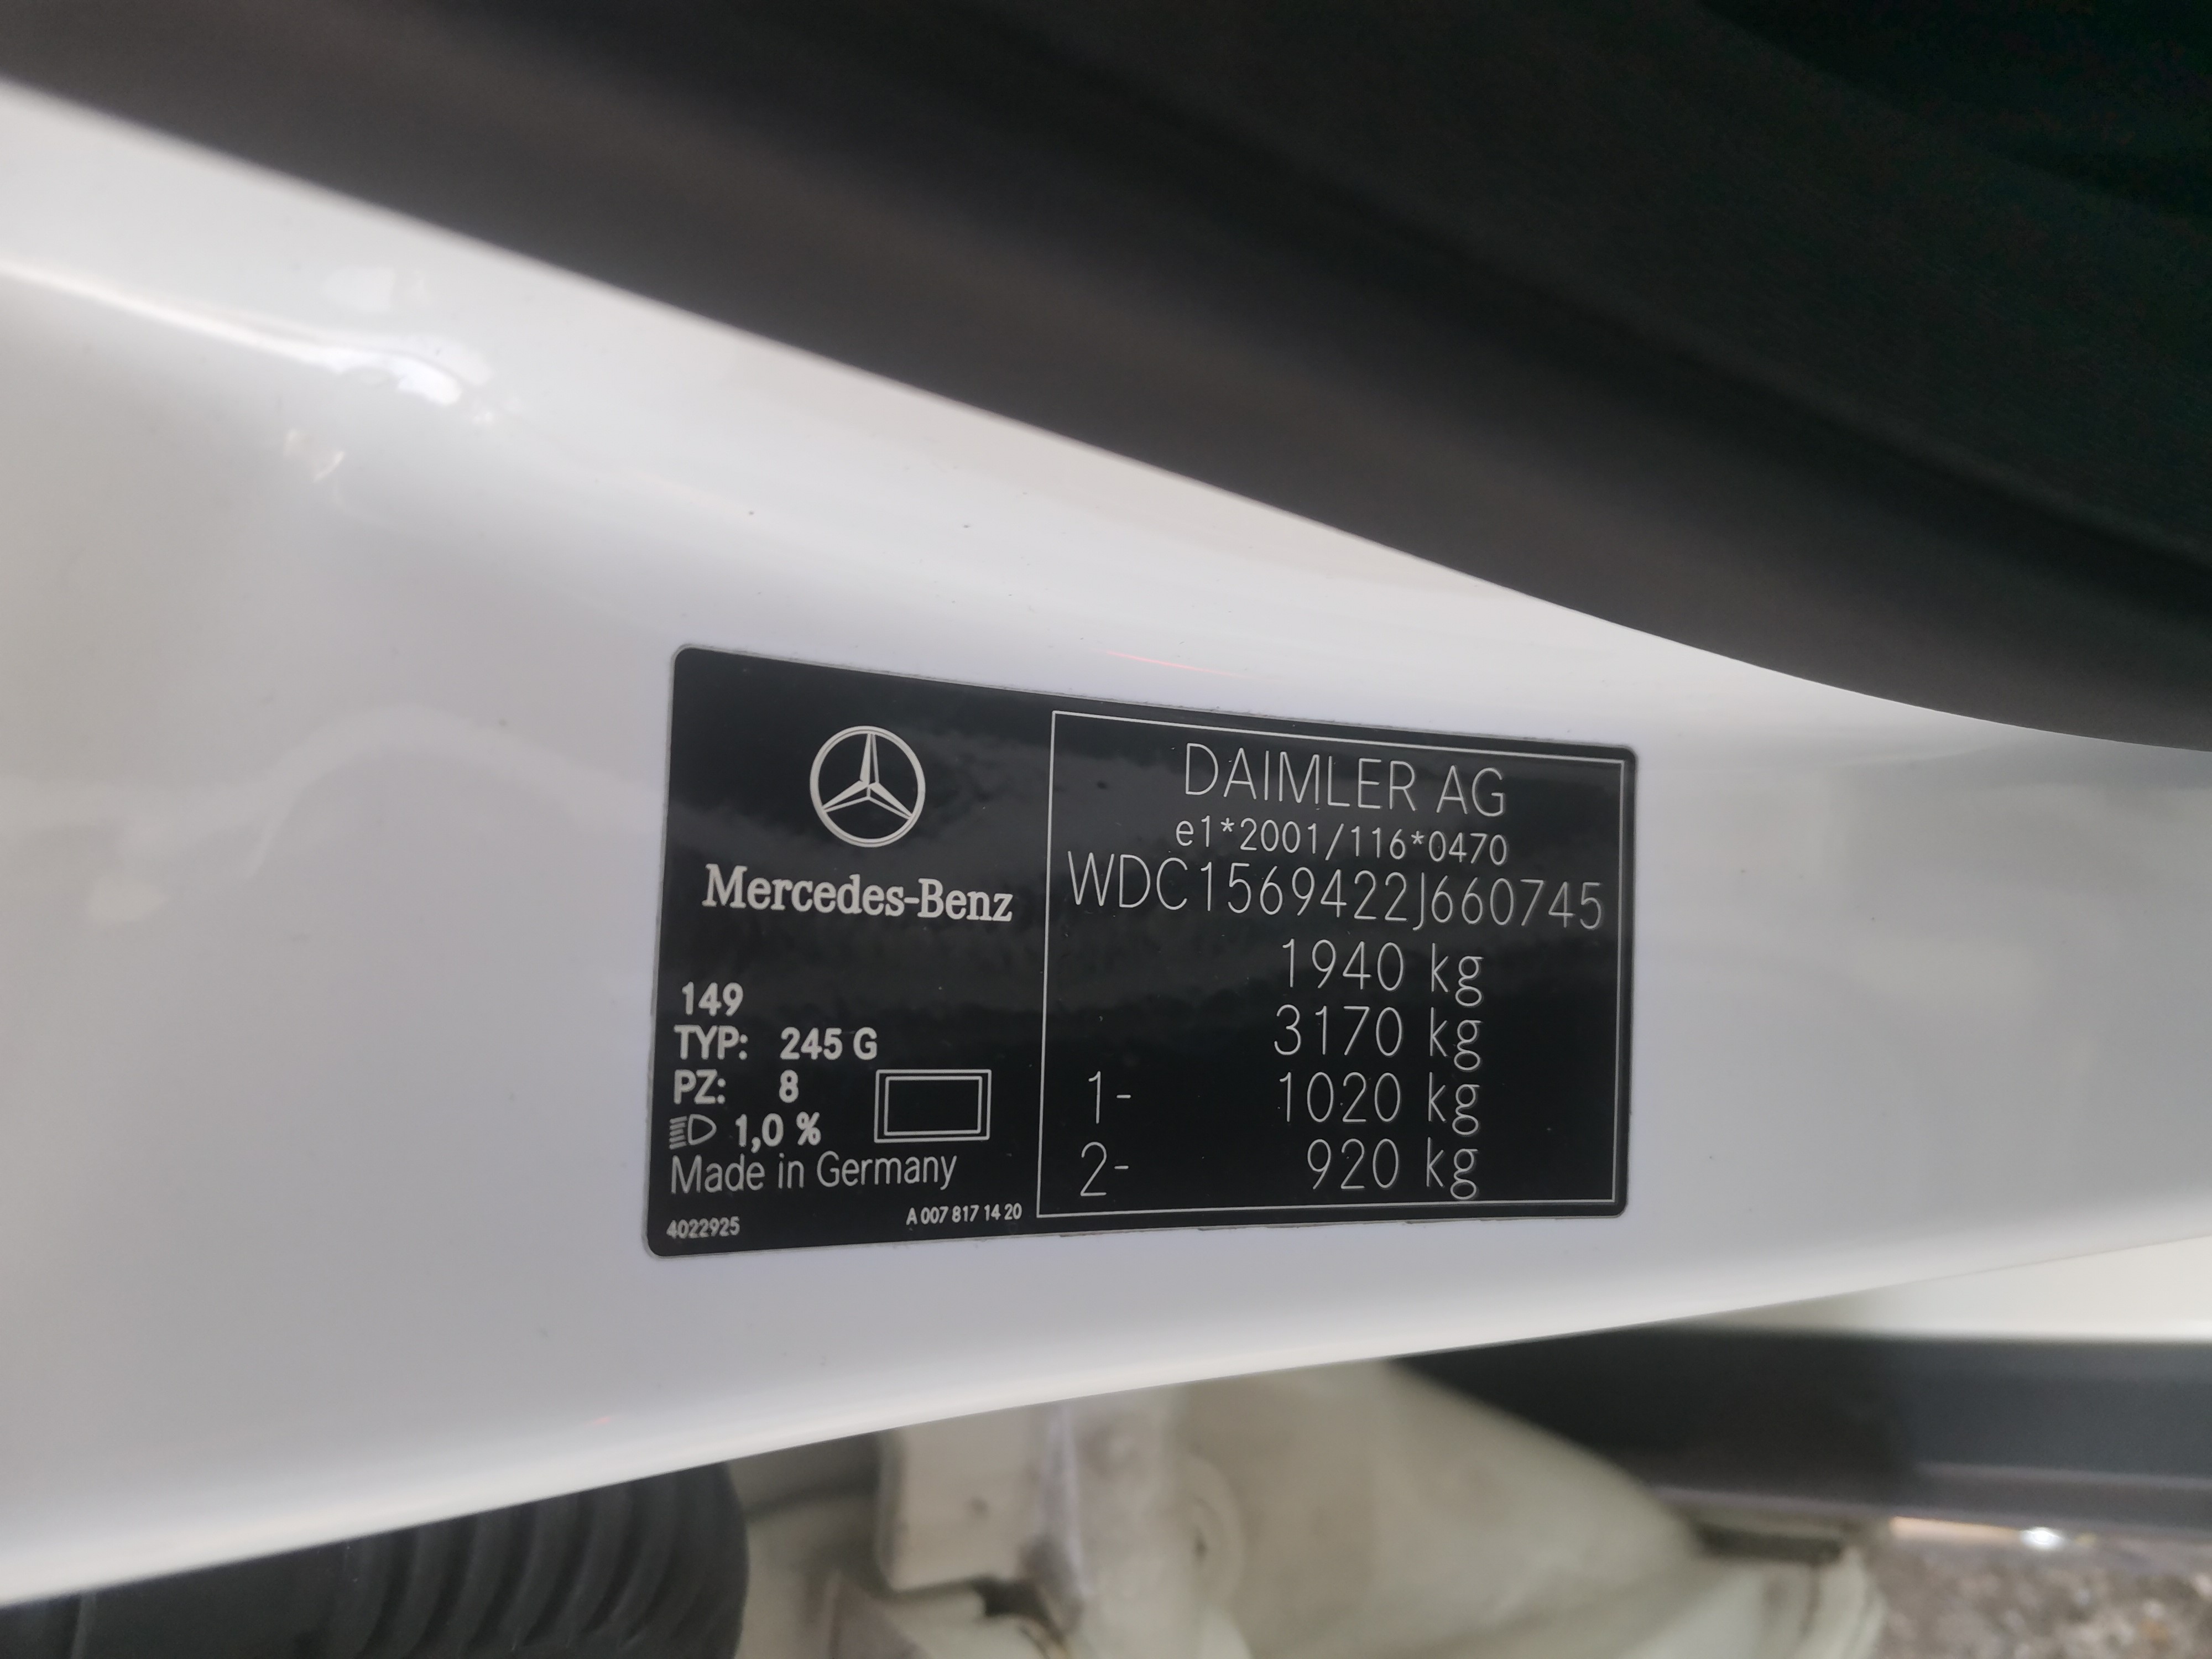 Mercedes-Benz
149
TYP: 245 G
PZ: 8
1,0 %
Made in Germany
4022925
A 007 817 14 20
DAIMLER AG
e1*2001/116*0470
WDC1569422J660745
1940 kg
3170 kg
1- 1020 kg
2- 920 kg